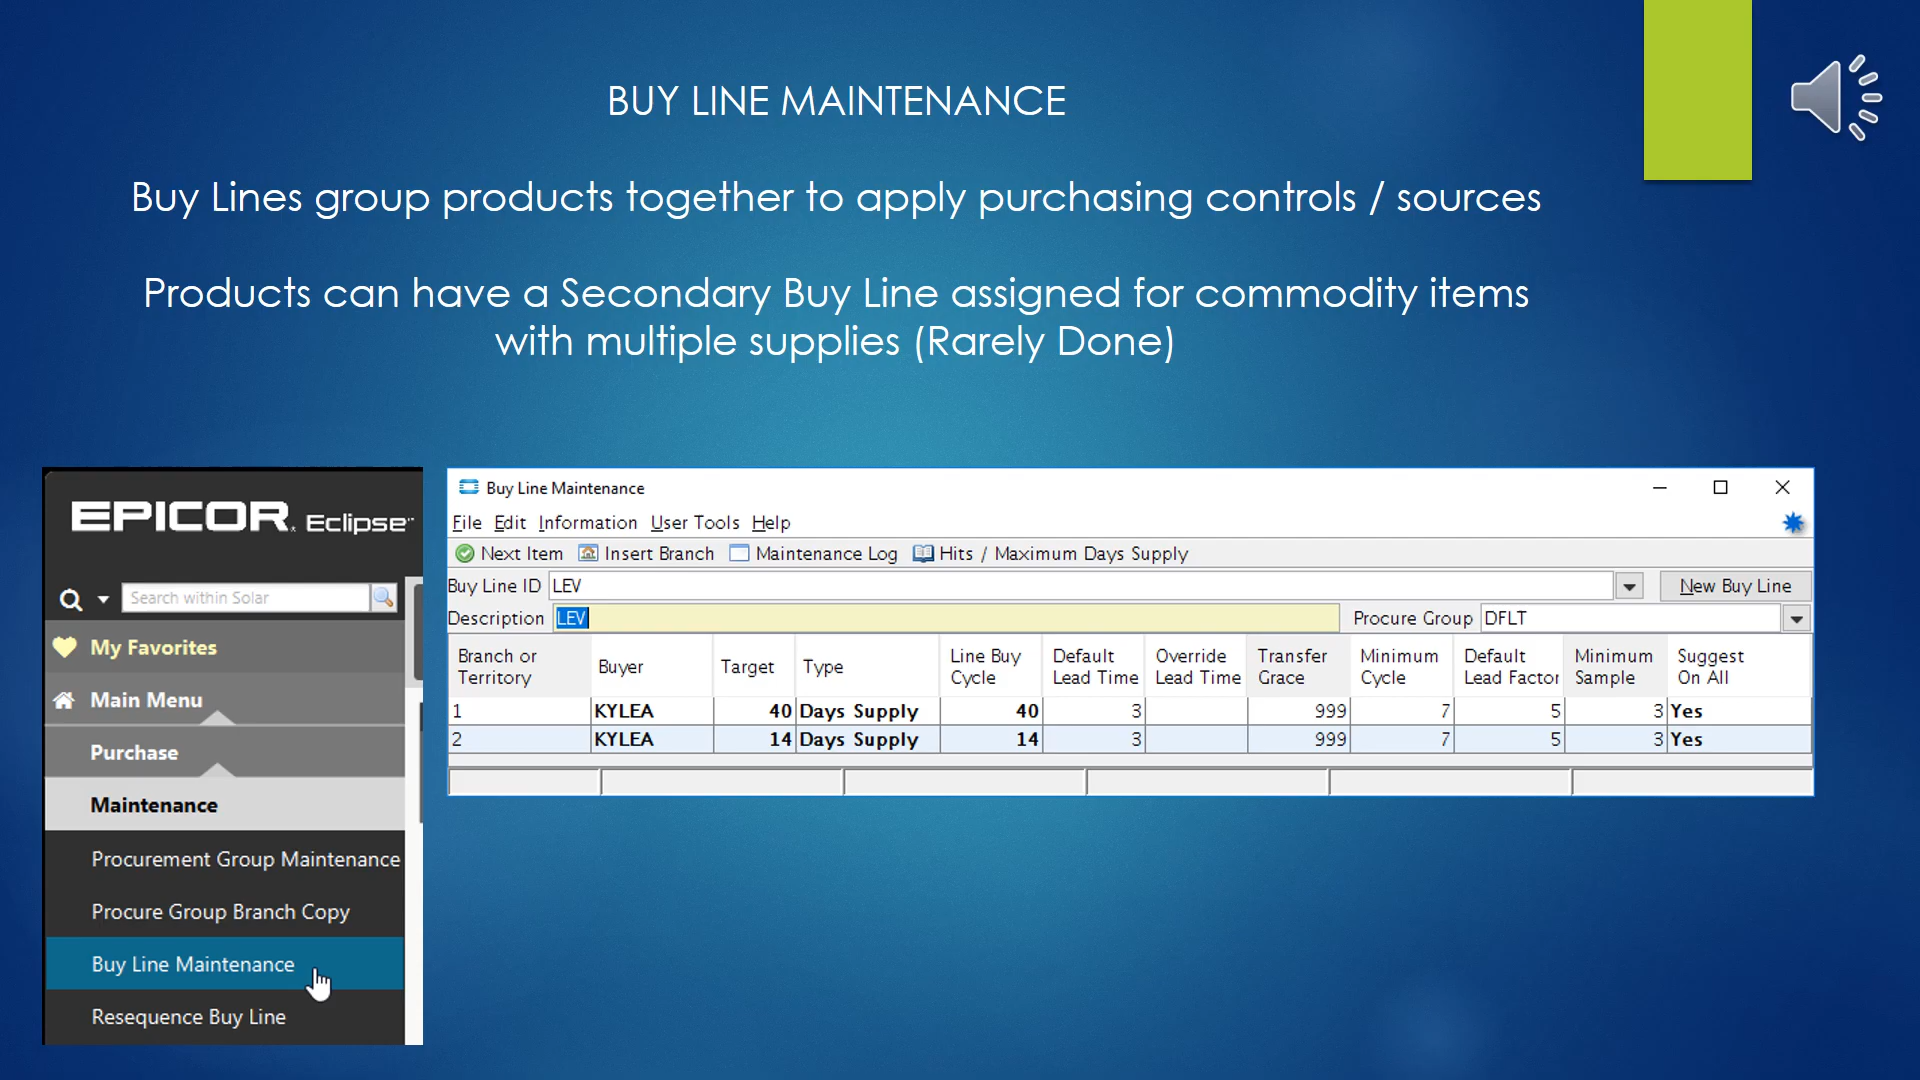 BUY LINE MAINTENANCE
Buy Lines group products together to apply purchasing controls / sources
Products can have a Secondary Buy Line assigned for commodity items
with multiple supplies (Rarely Done)
EPICOR. Eclipse™
Search within Solar
My Favorites
Main Menu
Purchase
Maintenance
Procurement Group Maintenance
Procure Group Branch Copy
Buy Line Maintenance
Resequence Buy Line
Buy Line Maintenance
File Edit Information User Tools Help
Next Item Insert Branch Maintenance Log Hits / Maximum Days Supply
Buy Line ID LEV New Buy Line
Description LEV Procure Group DFLT
Branch or Territory Buyer Target Type Line Buy Cycle Default Lead Time Override Lead Time Transfer Grace Minimum Cycle Default Lead Factor Minimum Sample Suggest On All
1 KYLEA 40 Days Supply 40 3 999 7 5 3 Yes
2 KYLEA 14 Days Supply 14 3 999 7 5 3 Yes